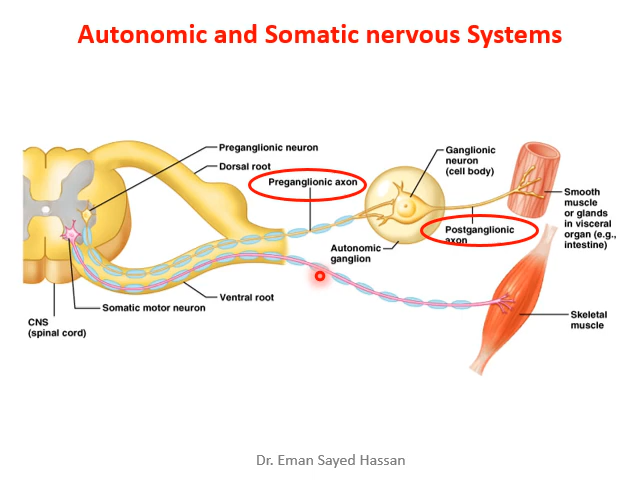 Autonomic and Somatic nervous Systems
Preganglionic neuron
Dorsal root
Preganglionic axon
Ganglionic
neuron
(cell body)
Smooth
muscle
or glands
in visceral
organ (e.g.,
intestine)
Postganglionic
axon
Autonomic
ganglion
Ventral root
Somatic motor neuron
CNS
(spinal cord)
Skeletal
muscle
Dr. Eman Sayed Hassan